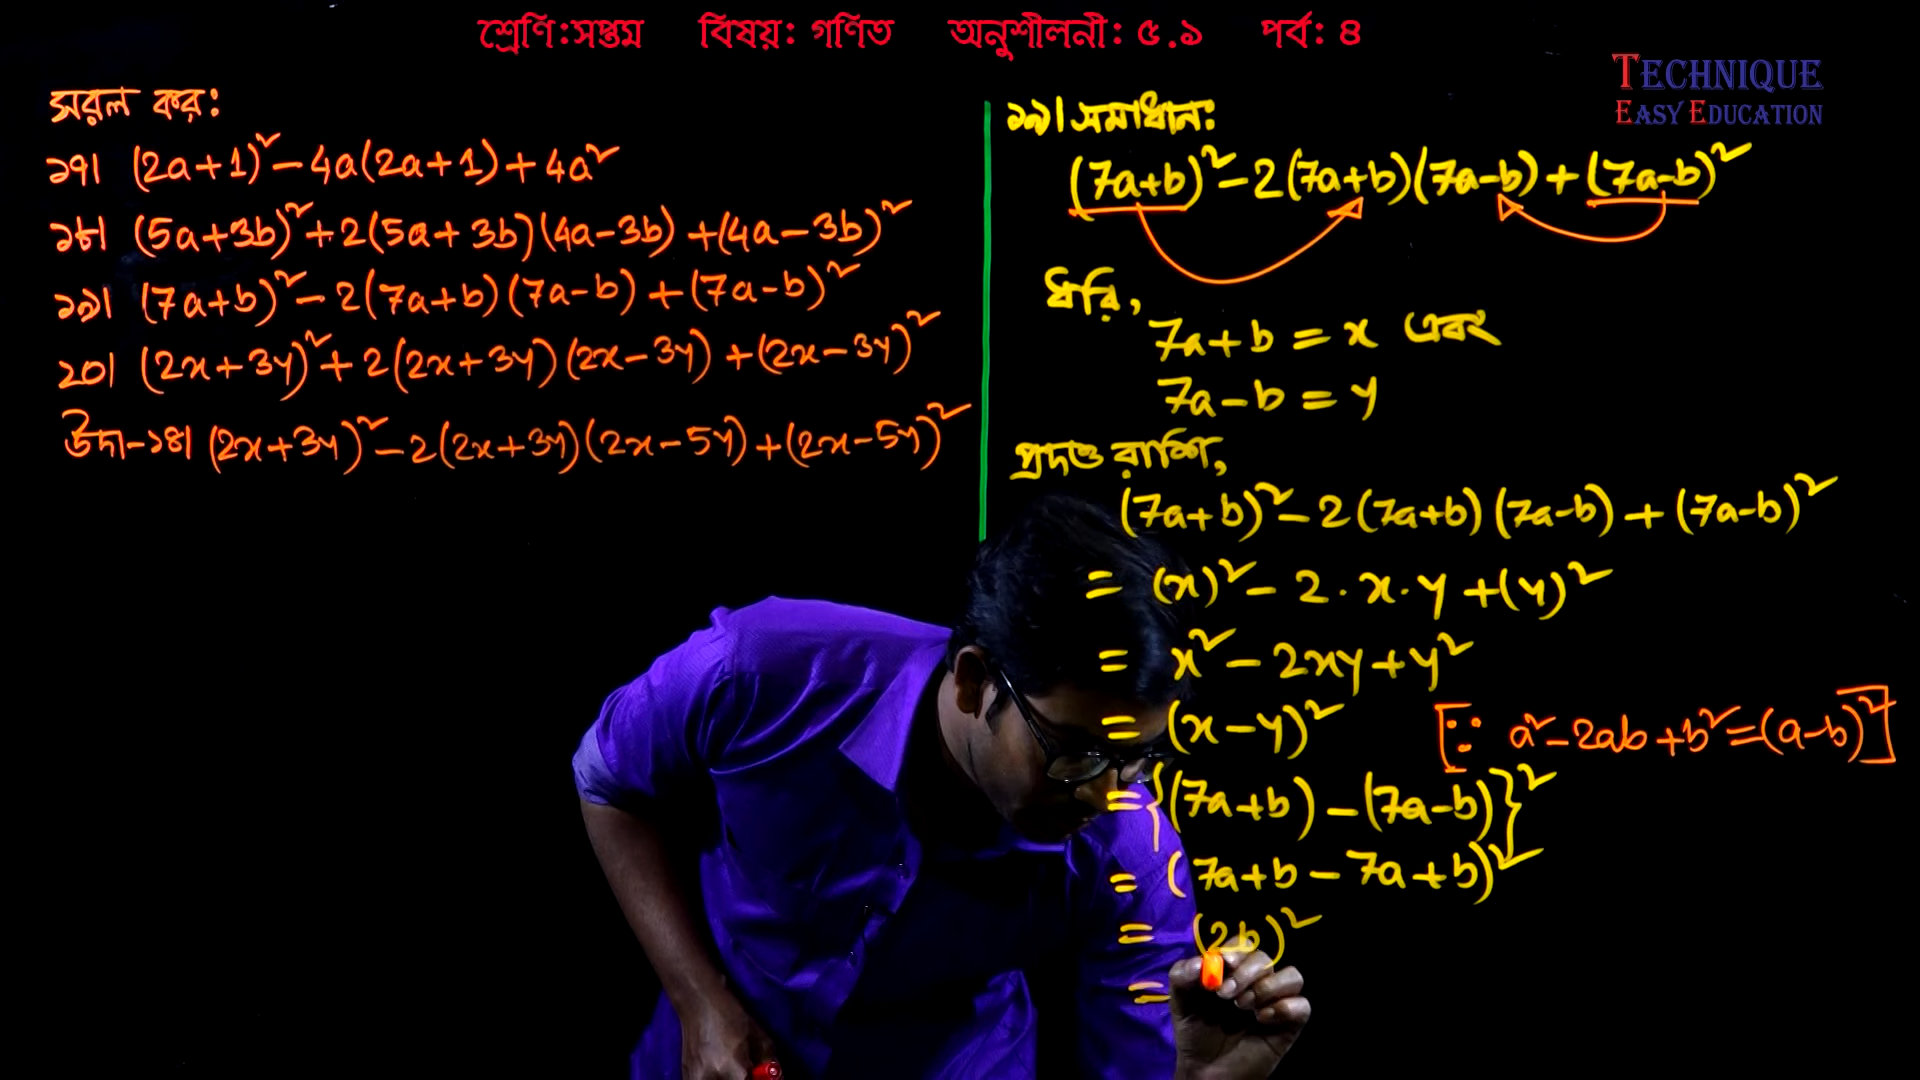 শ্রেণি:সপ্তম বিষয়: গণিত অনুশীলনী: ৫.১ পর্ব: ৪
TECHNIQUE
EASY EDUCATION
সরল কর:
১৭। (2a+1)² - 4a(2a+1) + 4a²
১৮। (5a+3b)² + 2(5a+3b)(4a-3b) + (4a-3b)²
১৯। (7a+b)² - 2(7a+b)(7a-b) + (7a-b)²
২০। (2x+3y)² + 2(2x+3y)(2x-3y) + (2x-3y)²
উদা-১৪। (2x+3y)² - 2(2x+3y)(2x-5y) + (2x-5y)²
১৯। সমাধান:
(7a+b)² - 2(7a+b)(7a-b) + (7a-b)²
ধরি,
7a+b = x এবং
7a-b = y
প্রদত্ত রাশি,
(7a+b)² - 2(7a+b)(7a-b) + (7a-b)²
= (x)² - 2·x·y + (y)²
= x² - 2xy + y²
= (x-y)² [∵ a²-2ab+b²=(a-b)²]
= {(7a+b) - (7a-b)}²
= (7a+b-7a+b)²
= (2b)²
=